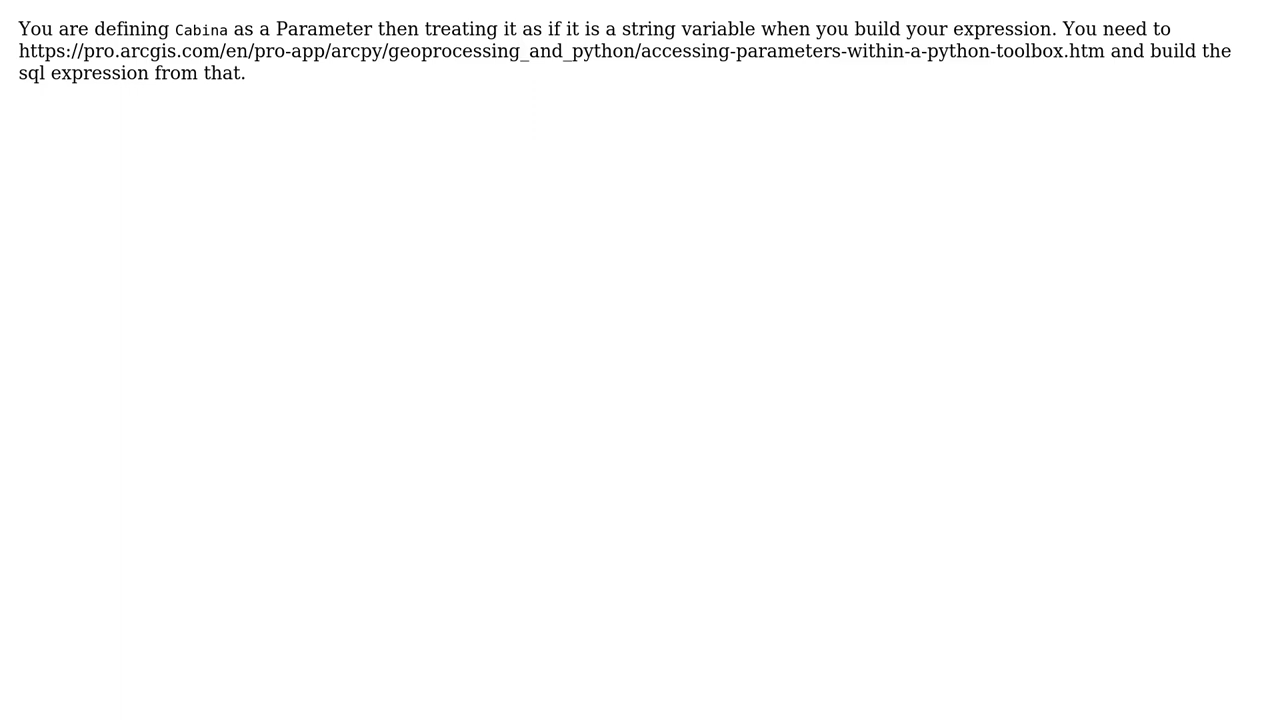 You are defining Cabina as a Parameter then treating it as if it is a string variable when you build your expression. You need to
https://pro.arcgis.com/en/pro-app/arcpy/geoprocessing_and_python/accessing-parameters-within-a-python-toolbox.htm and build the
sql expression from that.